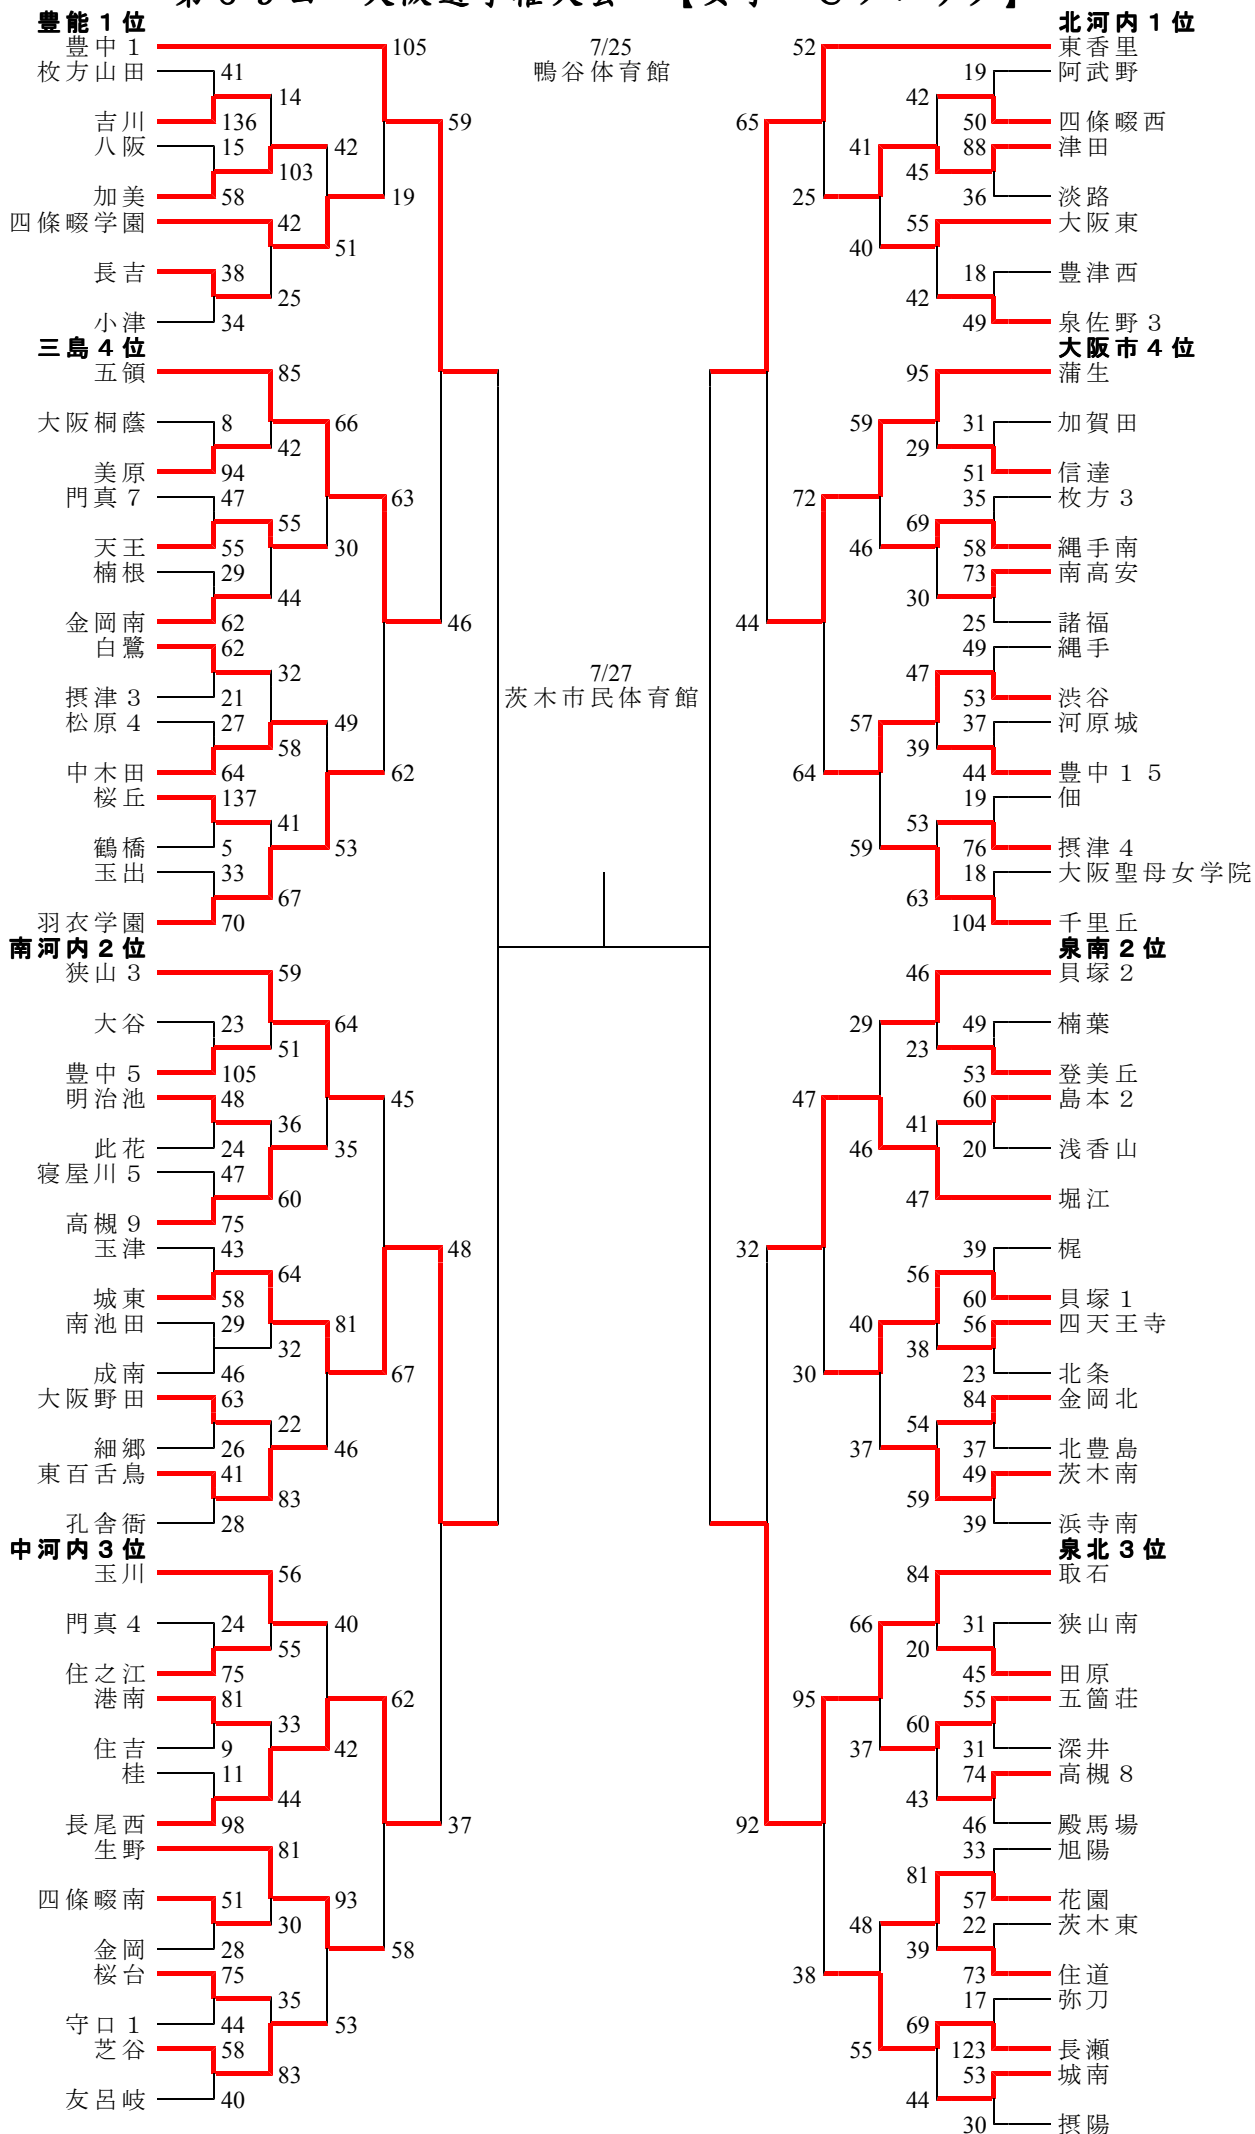 豊能１位
豊中１ 105
枚方山田 41
14
吉川 136
八阪 15
42
103
加美 58
59
19
四條畷学園 42
51
長吉 38
25
小津 34
三島４位
五領 85
大阪桐蔭 8
66
42
美原 94
門真７ 47
63
55
天王 55
30
楠根 29
44
金岡南 62
46
白鷺 62
32
摂津３ 21
松原４ 27
49
58
中木田 64
62
桜丘 137
41
鶴橋 5
53
玉出 33
67
羽衣学園 70
南河内２位
狭山３ 59
大谷 23
64
51
豊中５ 105
明治池 48
45
36
此花 24
35
寝屋川５ 47
60
高槻９ 75
玉津 43
48
64
城東 58
南池田 29
81
32
成南 46
67
大阪野田 63
22
細郷 26
46
東百舌鳥 41
83
孔舎衙 28
中河内３位
玉川 56
門真４ 24
40
55
住之江 75
港南 81
62
33
住吉 9
42
桂 11
44
長尾西 98
37
生野 81
四條畷南 51
93
30
金岡 28
58
桜台 75
35
守口１ 44
53
芝谷 58
83
友呂岐 40
7/25
鴨谷体育館
7/27
茨木市民体育館
北河内１位
52 東香里
19 阿武野
42
50 四條畷西
65
41
88 津田
45
36 淡路
25
55 大阪東
40
18 豊津西
42
49 泉佐野３
大阪市４位
95 蒲生
59
31 加賀田
29
51 信達
72
35 枚方３
69
46
58 縄手南
73 南高安
30
44
25 諸福
49 縄手
47
53 渋谷
57
37 河原城
39
64
44 豊中１５
19 佃
53
59
76 摂津４
18 大阪聖母女学院
63
104 千里丘
泉南２位
46 貝塚２
29
49 楠葉
23
53 登美丘
47
60 島本２
41
46
20 浅香山
47 堀江
32
39 梶
56
60 貝塚１
40
56 四天王寺
38
30
23 北条
84 金岡北
54
37
37 北豊島
49 茨木南
59
39 浜寺南
泉北３位
84 取石
66
31 狭山南
20
45 田原
95
55 五箇荘
60
37
31 深井
74 高槻８
43
92
46 殿馬場
33 旭陽
81
57 花園
48
22 茨木東
39
38
73 住道
17 弥刀
69
55
123 長瀬
53 城南
44
30 摂陽